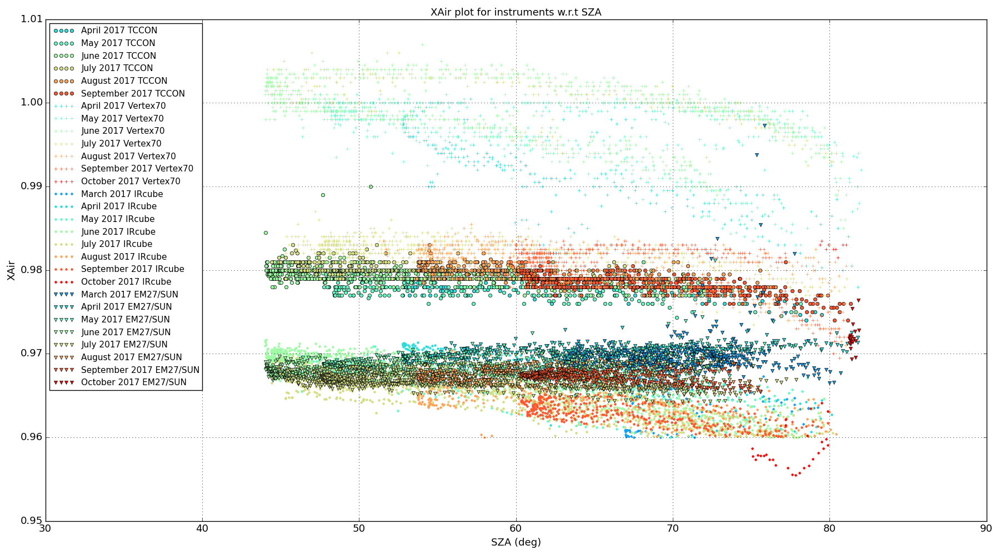 XAir plot for instruments w.r.t SZA
1.01
1.00
0.99
0.98
0.97
0.96
0.95
XAir
April 2017 TCCON
May 2017 TCCON
June 2017 TCCON
July 2017 TCCON
August 2017 TCCON
September 2017 TCCON
April 2017 Vertex70
May 2017 Vertex70
June 2017 Vertex70
July 2017 Vertex70
August 2017 Vertex70
September 2017 Vertex70
October 2017 Vertex70
March 2017 IRcube
April 2017 IRcube
May 2017 IRcube
June 2017 IRcube
July 2017 IRcube
August 2017 IRcube
September 2017 IRcube
October 2017 IRcube
March 2017 EM27/SUN
April 2017 EM27/SUN
May 2017 EM27/SUN
June 2017 EM27/SUN
July 2017 EM27/SUN
August 2017 EM27/SUN
September 2017 EM27/SUN
October 2017 EM27/SUN
30 40 50 60 70 80 90
SZA (deg)